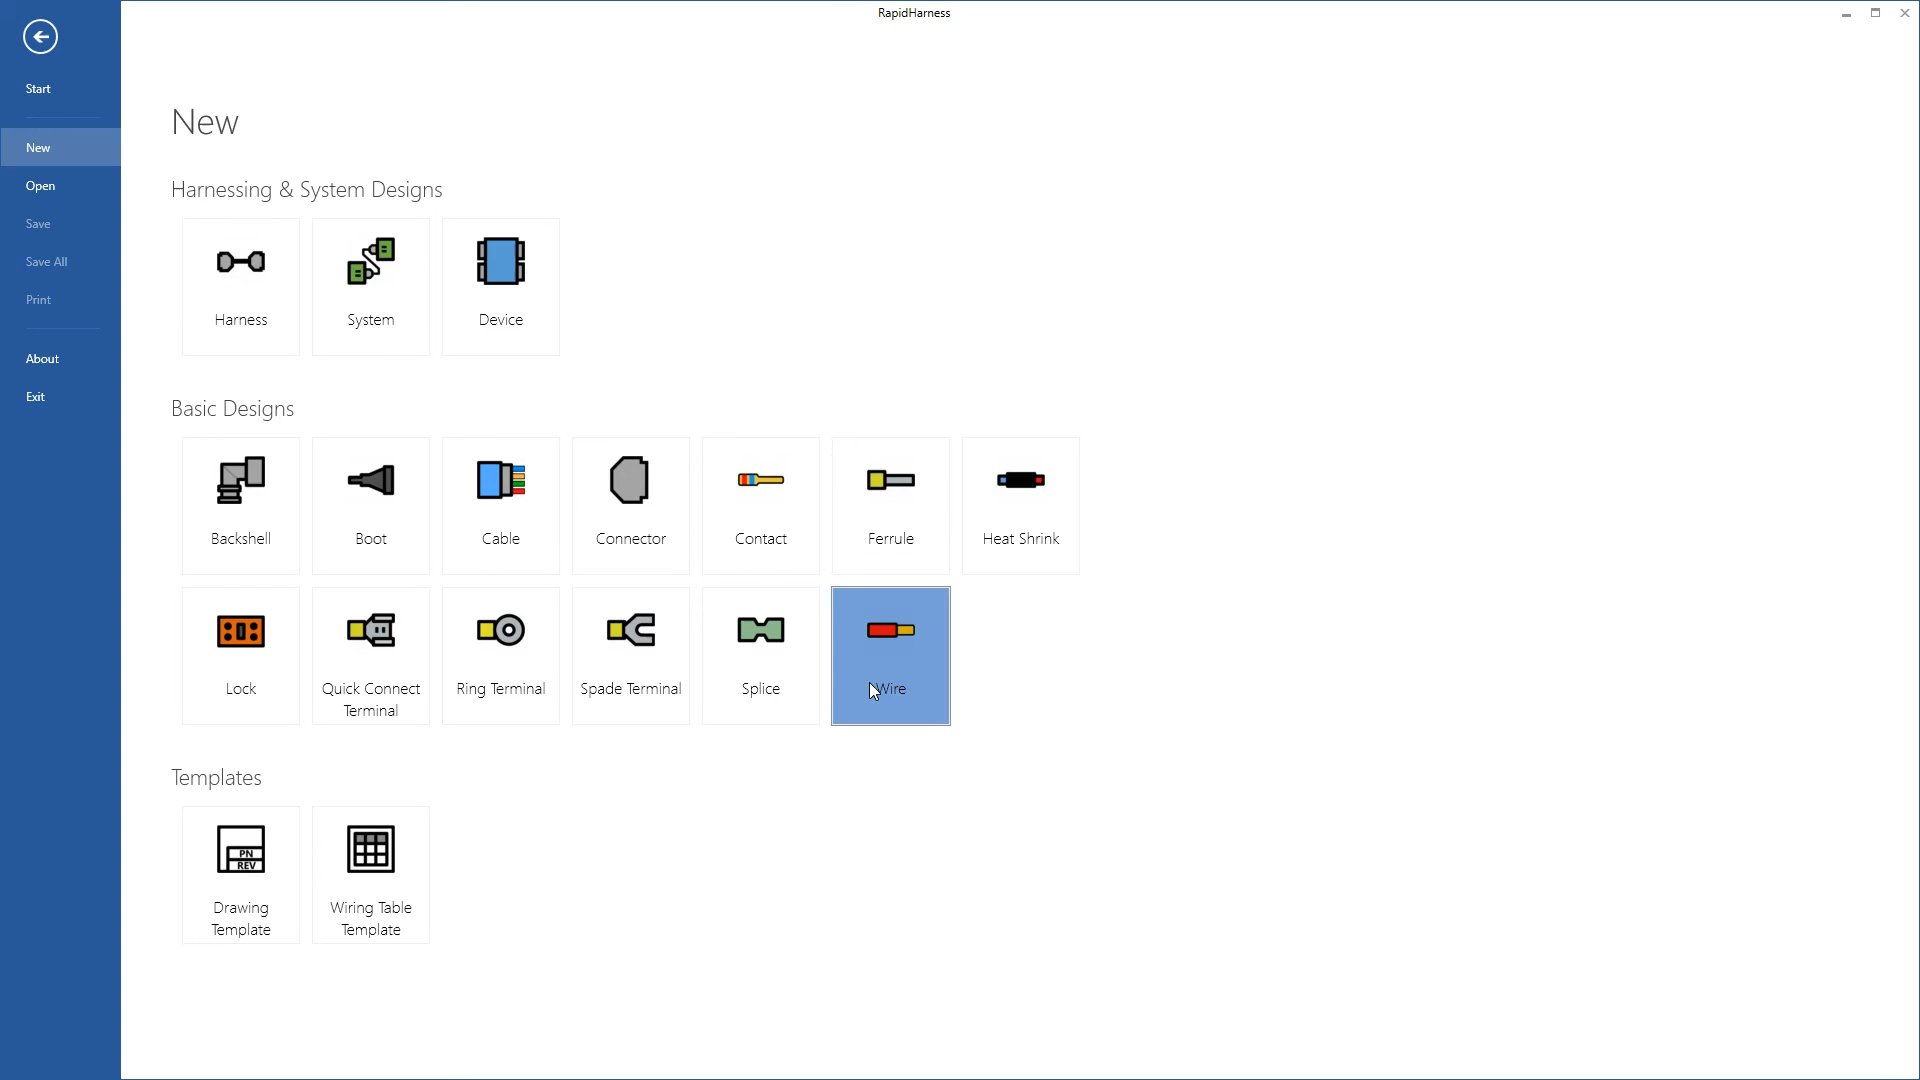 RapidHarness
Start
New
Open
Save
Save All
Print
About
Exit
New
Harnessing & System Designs
Harness
System
Device
Basic Designs
Backshell
Boot
Cable
Connector
Contact
Ferrule
Heat Shrink
Lock
Quick Connect
Terminal
Ring Terminal
Spade Terminal
Splice
Wire
Templates
PN
REV
Drawing
Template
Wiring Table
Template